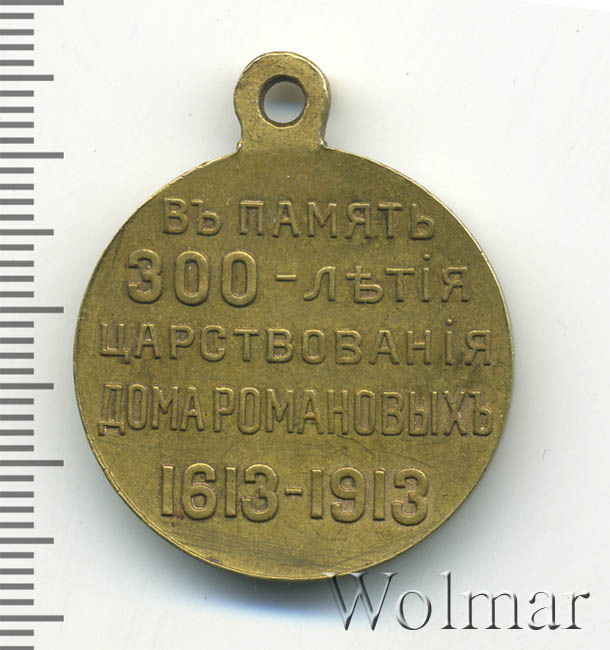 ВЪ ПАМЯТЬ
300-ЛѢТІЯ
ЦАРСТВОВАНІЯ
ДОМА РОМАНОВЫХЪ
1613-1913
Wolmar